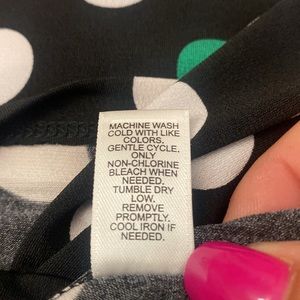 MACHINE WASH
COLD WITH LIKE
COLORS.
GENTLE CYCLE.
ONLY
NON-CHLORINE
BLEACH WHEN
NEEDED.
TUMBLE DRY
LOW.
REMOVE
PROMPTLY.
COOL IRON IF
NEEDED.